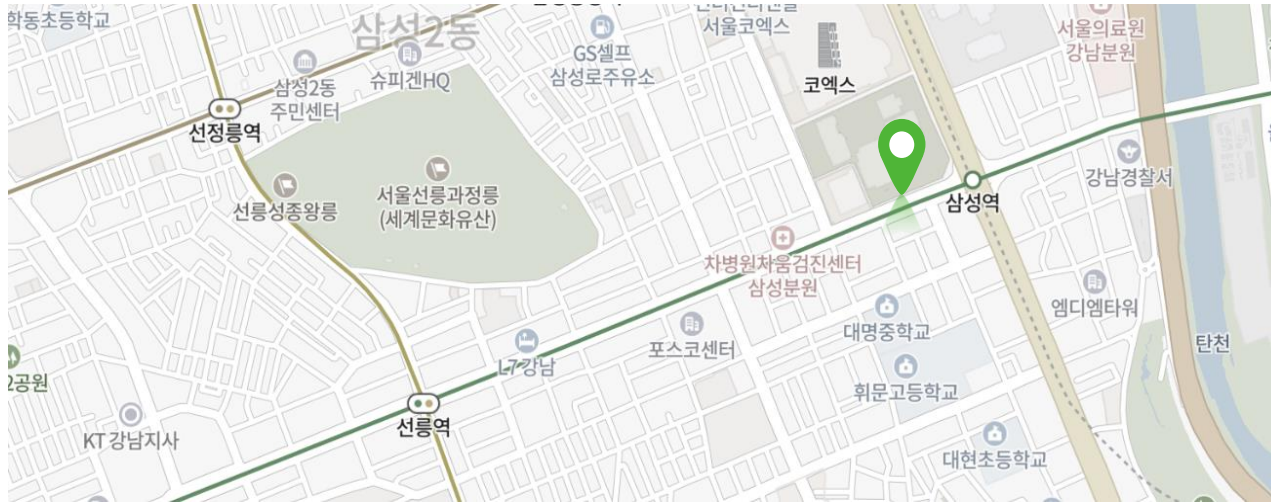 학동초등학교
삼성2동
GS셀프
삼성로주유소
서울코엑스
코엑스
서울의료원
강남분원
슈피겐HQ
삼성2동
주민센터
선정릉역
선릉성종왕릉
서울선릉과정릉
(세계문화유산)
삼성역
강남경찰서
차병원차움검진센터
삼성분원
엠디엠타워
대명중학교
포스코센터
L7강남
탄천
2공원
휘문고등학교
선릉역
KT강남지사
대현초등학교